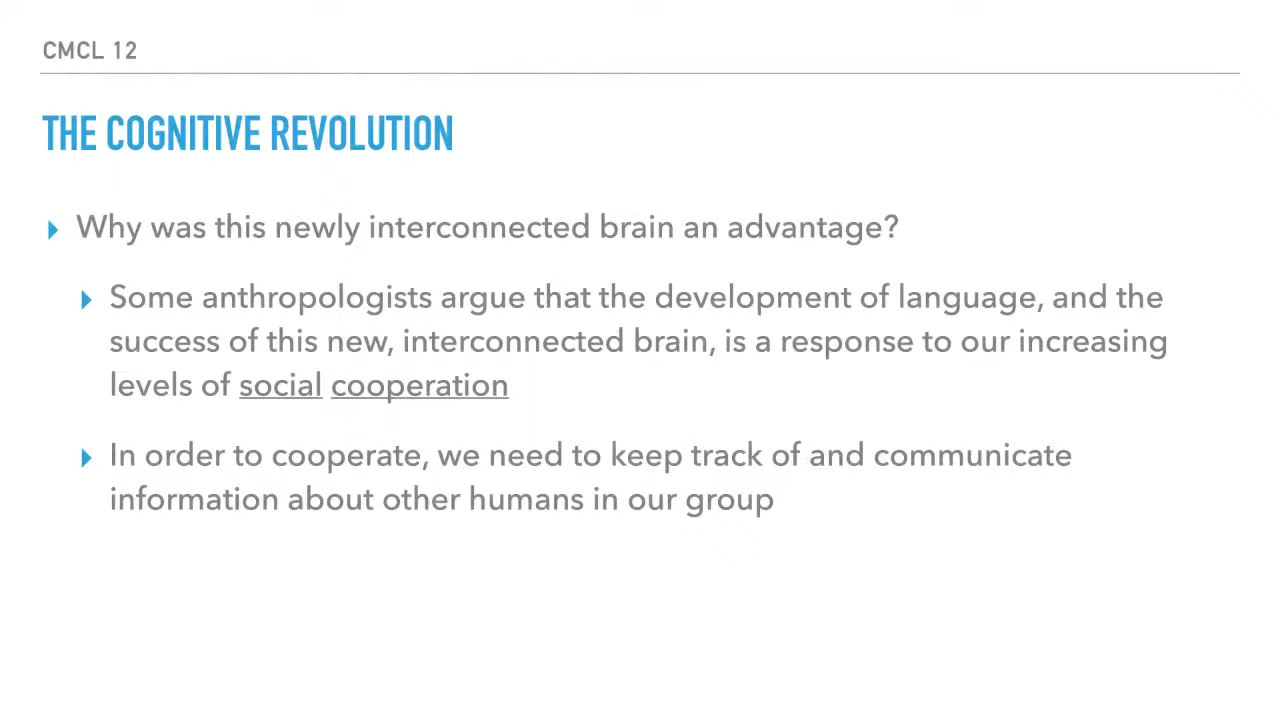 CMCL 12
THE COGNITIVE REVOLUTION
Why was this newly interconnected brain an advantage?
Some anthropologists argue that the development of language, and the
success of this new, interconnected brain, is a response to our increasing
levels of social cooperation
In order to cooperate, we need to keep track of and communicate
information about other humans in our group